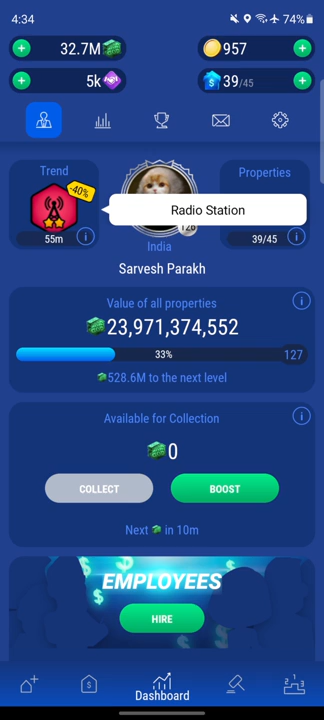 4:34
74%
32.7M
957
5k
39/45
Trend
-40%
55m
Radio Station
Properties
39/45
India
Sarvesh Parakh
Value of all properties
23,971,374,552
33%
127
528.6M to the next level
Available for Collection
0
COLLECT
BOOST
Next in 10m
EMPLOYEES
HIRE
Dashboard